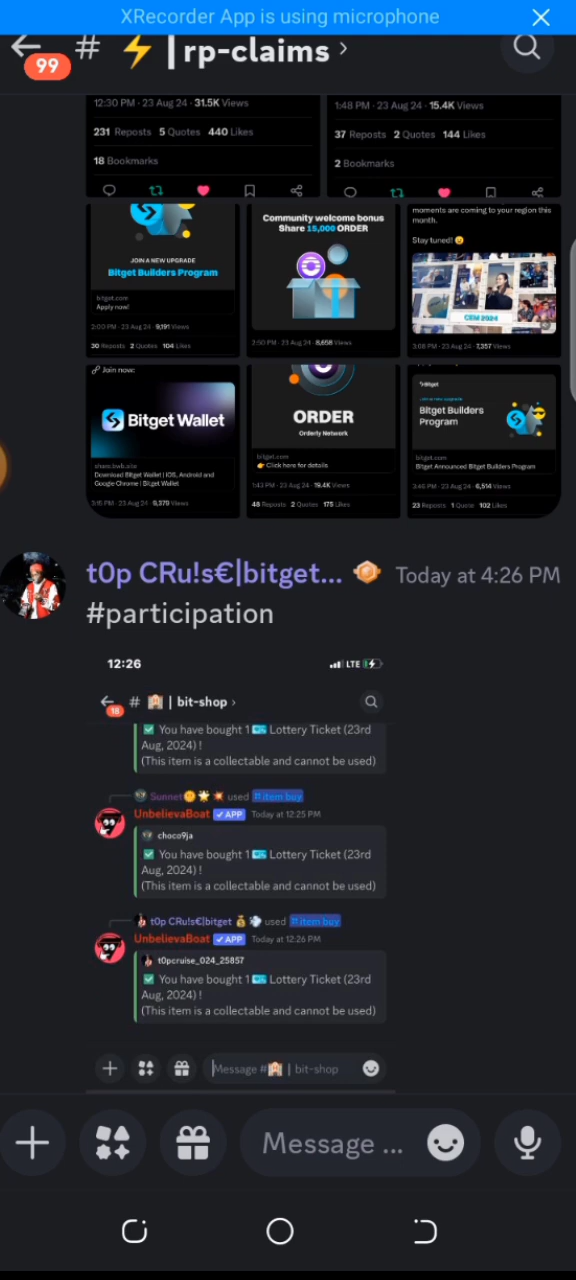 XRecorder App is using microphone
99
# ⚡ | rp-claims ›
12:30 PM · 23 Aug 24 · 31.5K Views
231 Reposts 5 Quotes 440 Likes
18 Bookmarks
1:48 PM · 23 Aug 24 · 15.4K Views
37 Reposts 2 Quotes 144 Likes
2 Bookmarks
JOIN A NEW UPGRADE
Bitget Builders Program
bitget.com
Apply now!
2:00 PM · 23 Aug 24 · 9,191 Views
30 Reposts 2 Quotes 104 Likes
Community welcome bonus
Share 15,000 ORDER
2:50 PM · 23 Aug 24 · 8,658 Views
moments are coming to your region this
month.
Stay tuned! 😉
CEM 2024
3:08 PM · 23 Aug 24 · 7,357 Views
🔗 Join now:
Bitget Wallet
share.bwb.site
Download Bitget Wallet | iOS, Android and
Google Chrome | Bitget Wallet
3:15 PM · 23 Aug 24 · 9,379 Views
ORDER
Orderly Network
bitget.com
👉 Click here for details
1:43 PM · 23 Aug 24 · 19.4K Views
48 Reposts 2 Quotes 175 Likes
Bitget
Bitget Builders
Program
bitget.com
Bitget Announced Bitget Builders Program
3:46 PM · 23 Aug 24 · 6,514 Views
23 Reposts 1 Quote 102 Likes
t0p CRu!s€|bitget... Today at 4:26 PM
#participation
12:26 LTE
18
# | bit-shop ›
✅ You have bought 1 🎟️ Lottery Ticket (23rd
Aug, 2024) !
(This item is a collectable and cannot be used)
Sunnet used #item buy
UnbelievaBoat ✓ APP Today at 12:25 PM
choco9ja
✅ You have bought 1 🎟️ Lottery Ticket (23rd
Aug, 2024) !
(This item is a collectable and cannot be used)
t0p CRu!s€|bitget 💰💨 used #item buy
UnbelievaBoat ✓ APP Today at 12:26 PM
t0pcruise_024_25857
✅ You have bought 1 🎟️ Lottery Ticket (23rd
Aug, 2024) !
(This item is a collectable and cannot be used)
Message # | bit-shop
Message ...